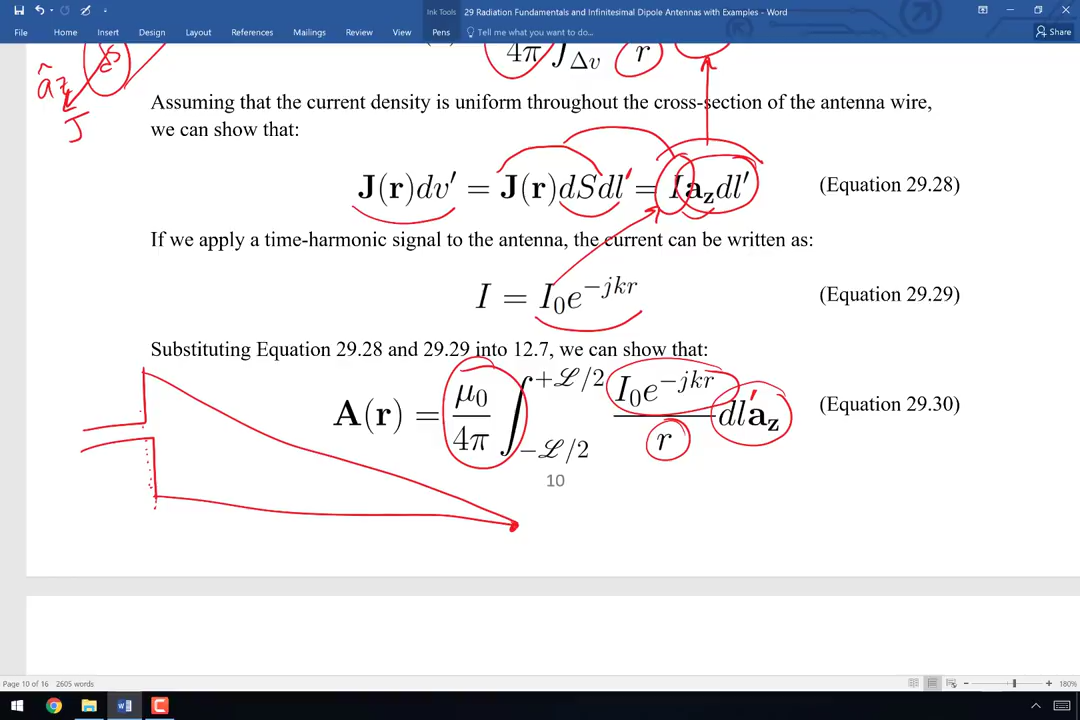 29 Radiation Fundamentals and Infinitesimal Dipole Antennas with Examples - Word
Ink Tools
File Home Insert Design Layout References Mailings Review View Pens Tell me what you want to do... Share
4π ∫Δv r
â_z
dS
J
Assuming that the current density is uniform throughout the cross-section of the antenna wire,
we can show that:
J(r)dv′ = J(r)dSdl′ = Ia_zdl′ (Equation 29.28)
If we apply a time-harmonic signal to the antenna, the current can be written as:
I = I₀e^{−jkr} (Equation 29.29)
Substituting Equation 29.28 and 29.29 into 12.7, we can show that:
A(r) = μ₀/4π ∫_{−ℒ/2}^{+ℒ/2} I₀e^{−jkr}/r dl′a_z (Equation 29.30)
10
Page 10 of 16 2605 words
180%